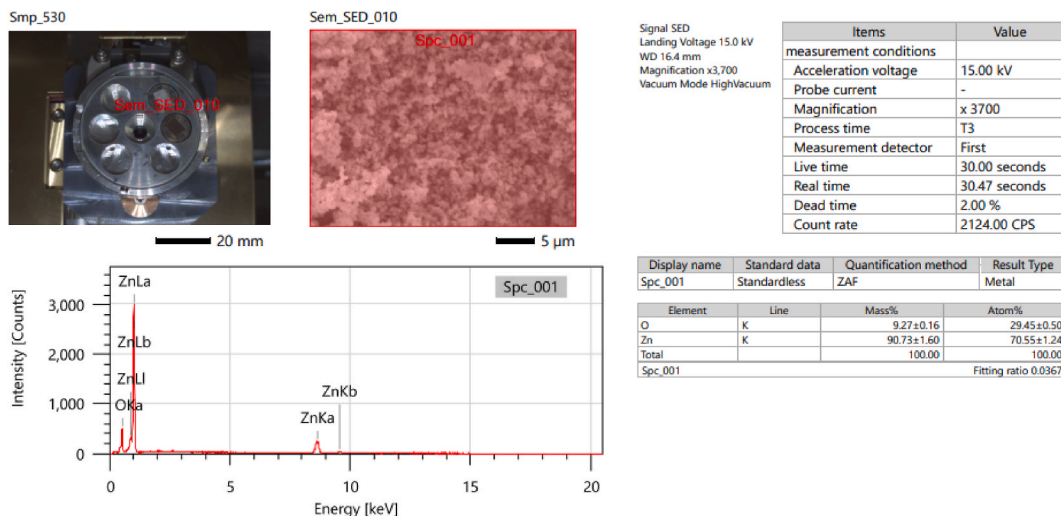 Smp_530
Sem_SED_010
Sem_SED_010
Spc_001
20 mm
5 µm
Signal SED
Landing Voltage 15.0 kV
WD 16.4 mm
Magnification x3,700
Vacuum Mode HighVacuum
Items Value
measurement conditions
Acceleration voltage 15.00 kV
Probe current -
Magnification x 3700
Process time T3
Measurement detector First
Live time 30.00 seconds
Real time 30.47 seconds
Dead time 2.00 %
Count rate 2124.00 CPS
Intensity [Counts]
3,000
2,000
1,000
0
ZnLa
ZnLb
ZnLl
OKa
ZnKa
ZnKb
Spc_001
0 5 10 15 20
Energy [keV]
Display name Standard data Quantification method Result Type
Spc_001 Standardless ZAF Metal
Element Line Mass% Atom%
O K 9.27±0.16 29.45±0.50
Zn K 90.73±1.60 70.55±1.24
Total 100.00 100.00
Spc_001 Fitting ratio 0.0367